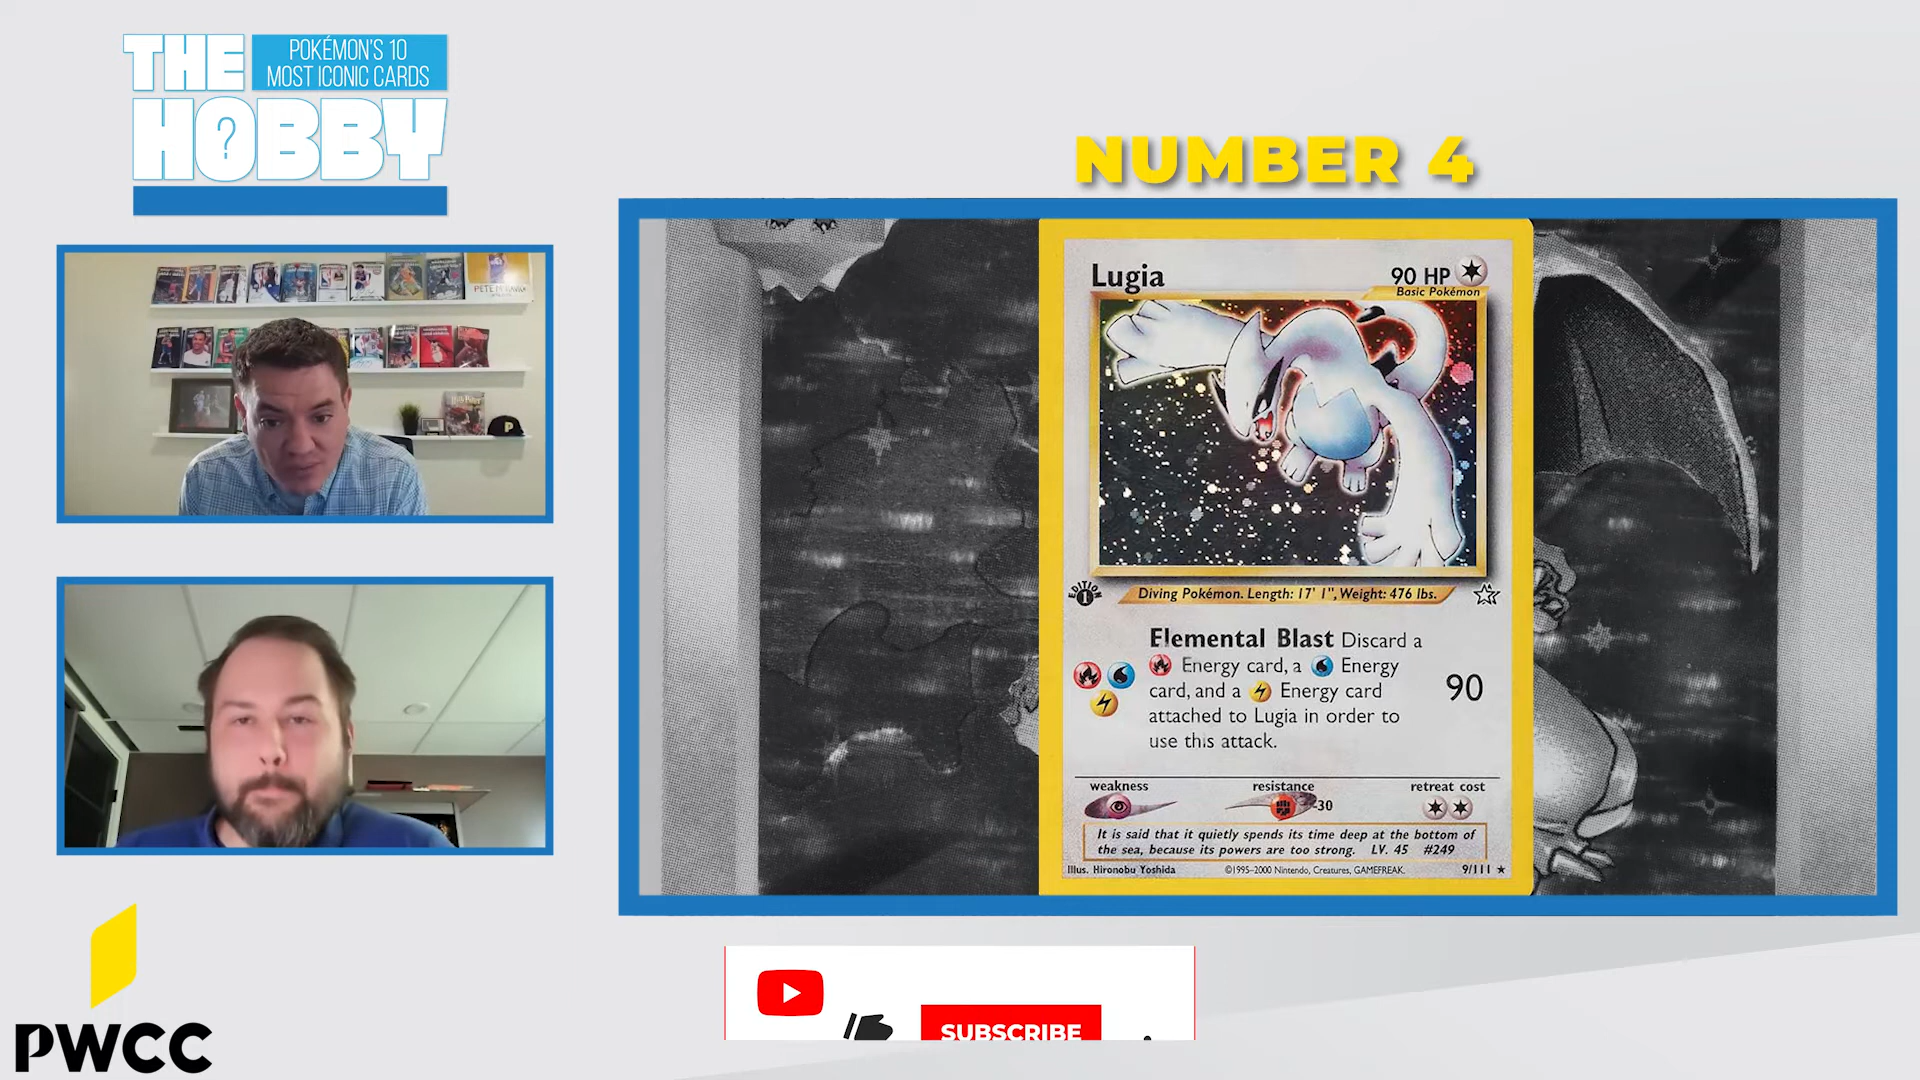 THE
POKÉMON'S 10
MOST ICONIC CARDS
HOBBY
?
NUMBER 4
Lugia
90 HP
Basic Pokémon
EDITION
1
Diving Pokémon. Length: 17' 1", Weight: 476 lbs.
Elemental Blast Discard a
Energy card, a Energy
card, and a Energy card
attached to Lugia in order to
use this attack.
90
weakness
resistance
retreat cost
-30
It is said that it quietly spends its time deep at the bottom of
the sea, because its powers are too strong. LV. 45 #249
Illus. Hironobu Yoshida
©1995-2000 Nintendo, Creatures, GAMEFREAK.
9/111 ★
P
SUBSCRIBE
PWCC